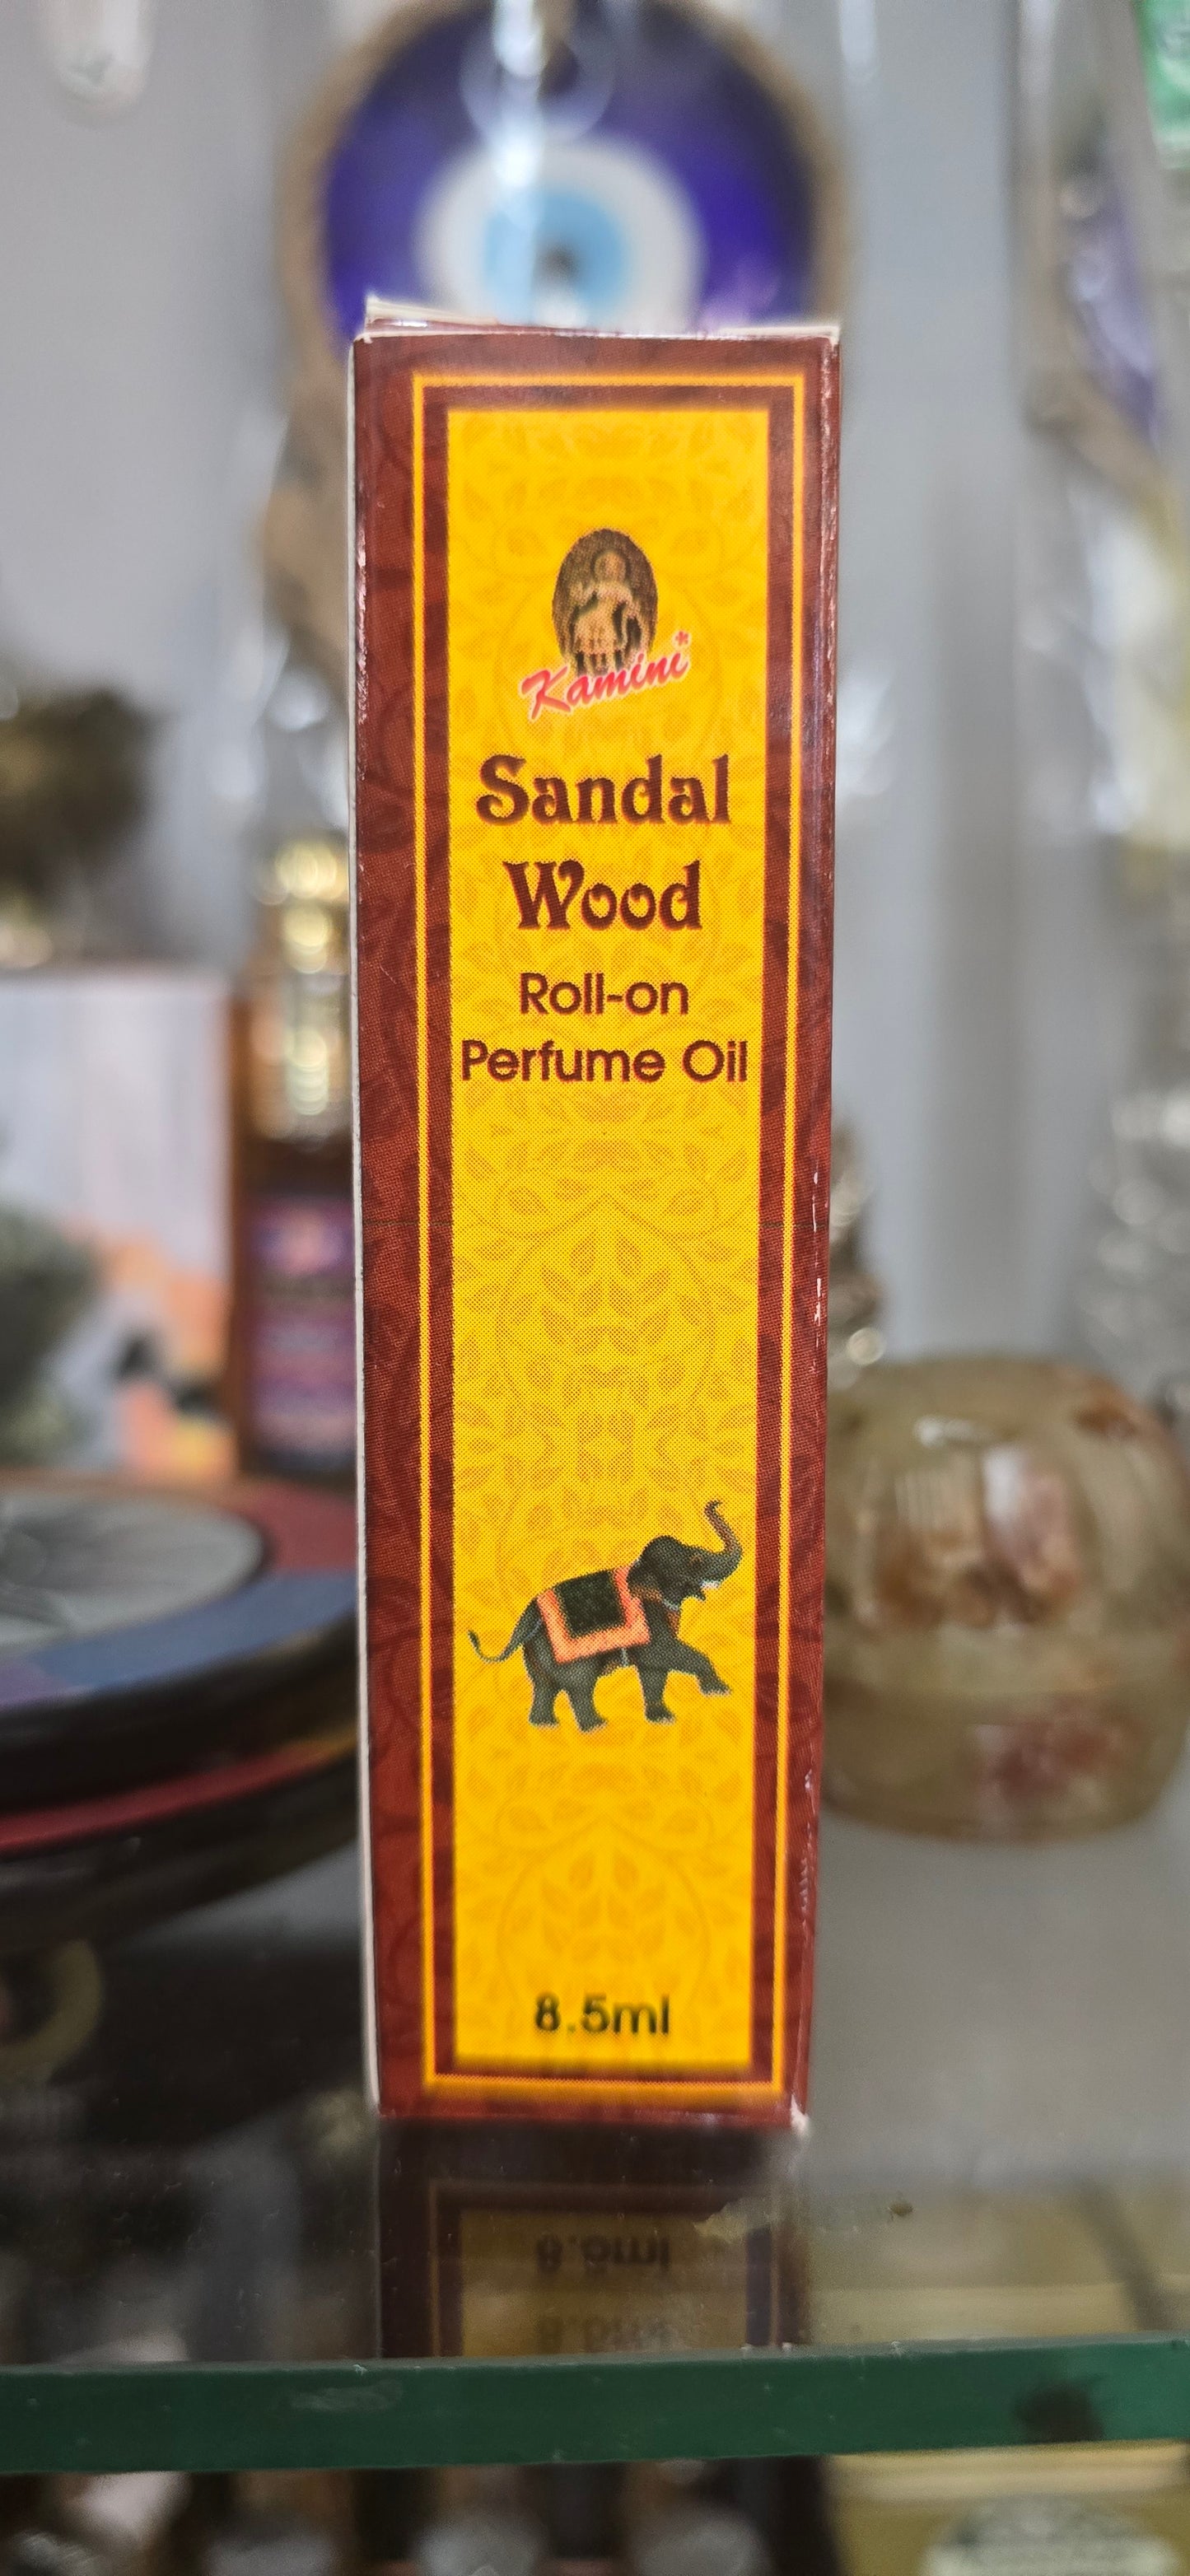 Kamini
Sandal
Wood
Roll-on
Perfume Oil
8.5ml